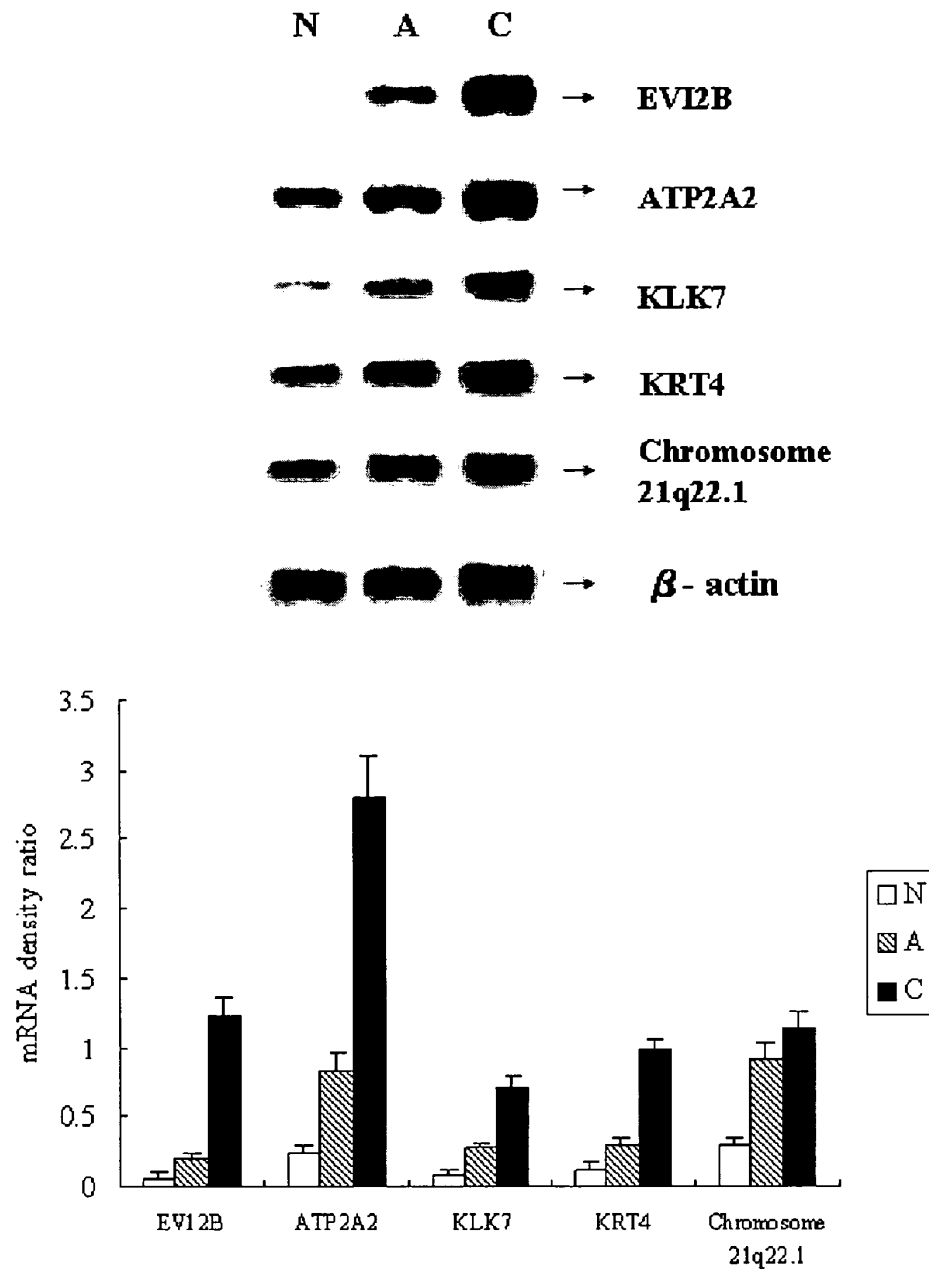 N A C
EVI2B
ATP2A2
KLK7
KRT4
Chromosome
21q22.1
β - actin
3.5
3
2.5
2
1.5
1
0.5
0
mRNA density ratio
EVI2B ATP2A2 KLK7 KRT4 Chromosome
21q22.1
N
A
C